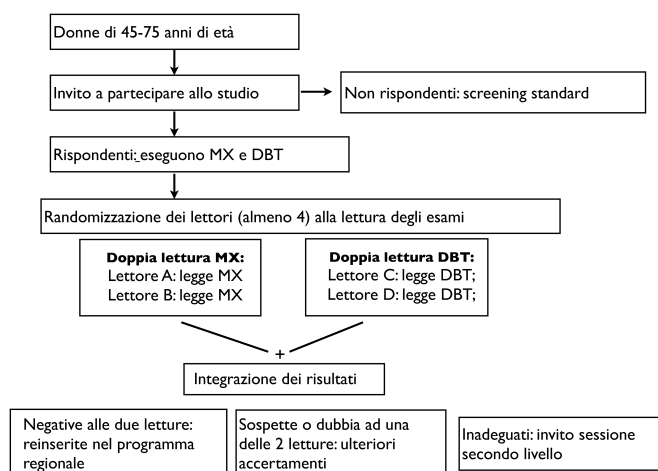 Donne di 45-75 anni di età
Invito a partecipare allo studio
Non rispondenti: screening standard
Rispondenti: eseguono MX e DBT
Randomizzazione dei lettori (almeno 4) alla lettura degli esami
Doppia lettura MX:
Lettore A: legge MX
Lettore B: legge MX
Doppia lettura DBT:
Lettore C: legge DBT;
Lettore D: legge DBT;
+
Integrazione dei risultati
Negative alle due letture:
reinserite nel programma
regionale
Sospette o dubbia ad una
delle 2 letture: ulteriori
accertamenti
Inadeguati: invito sessione
secondo livello